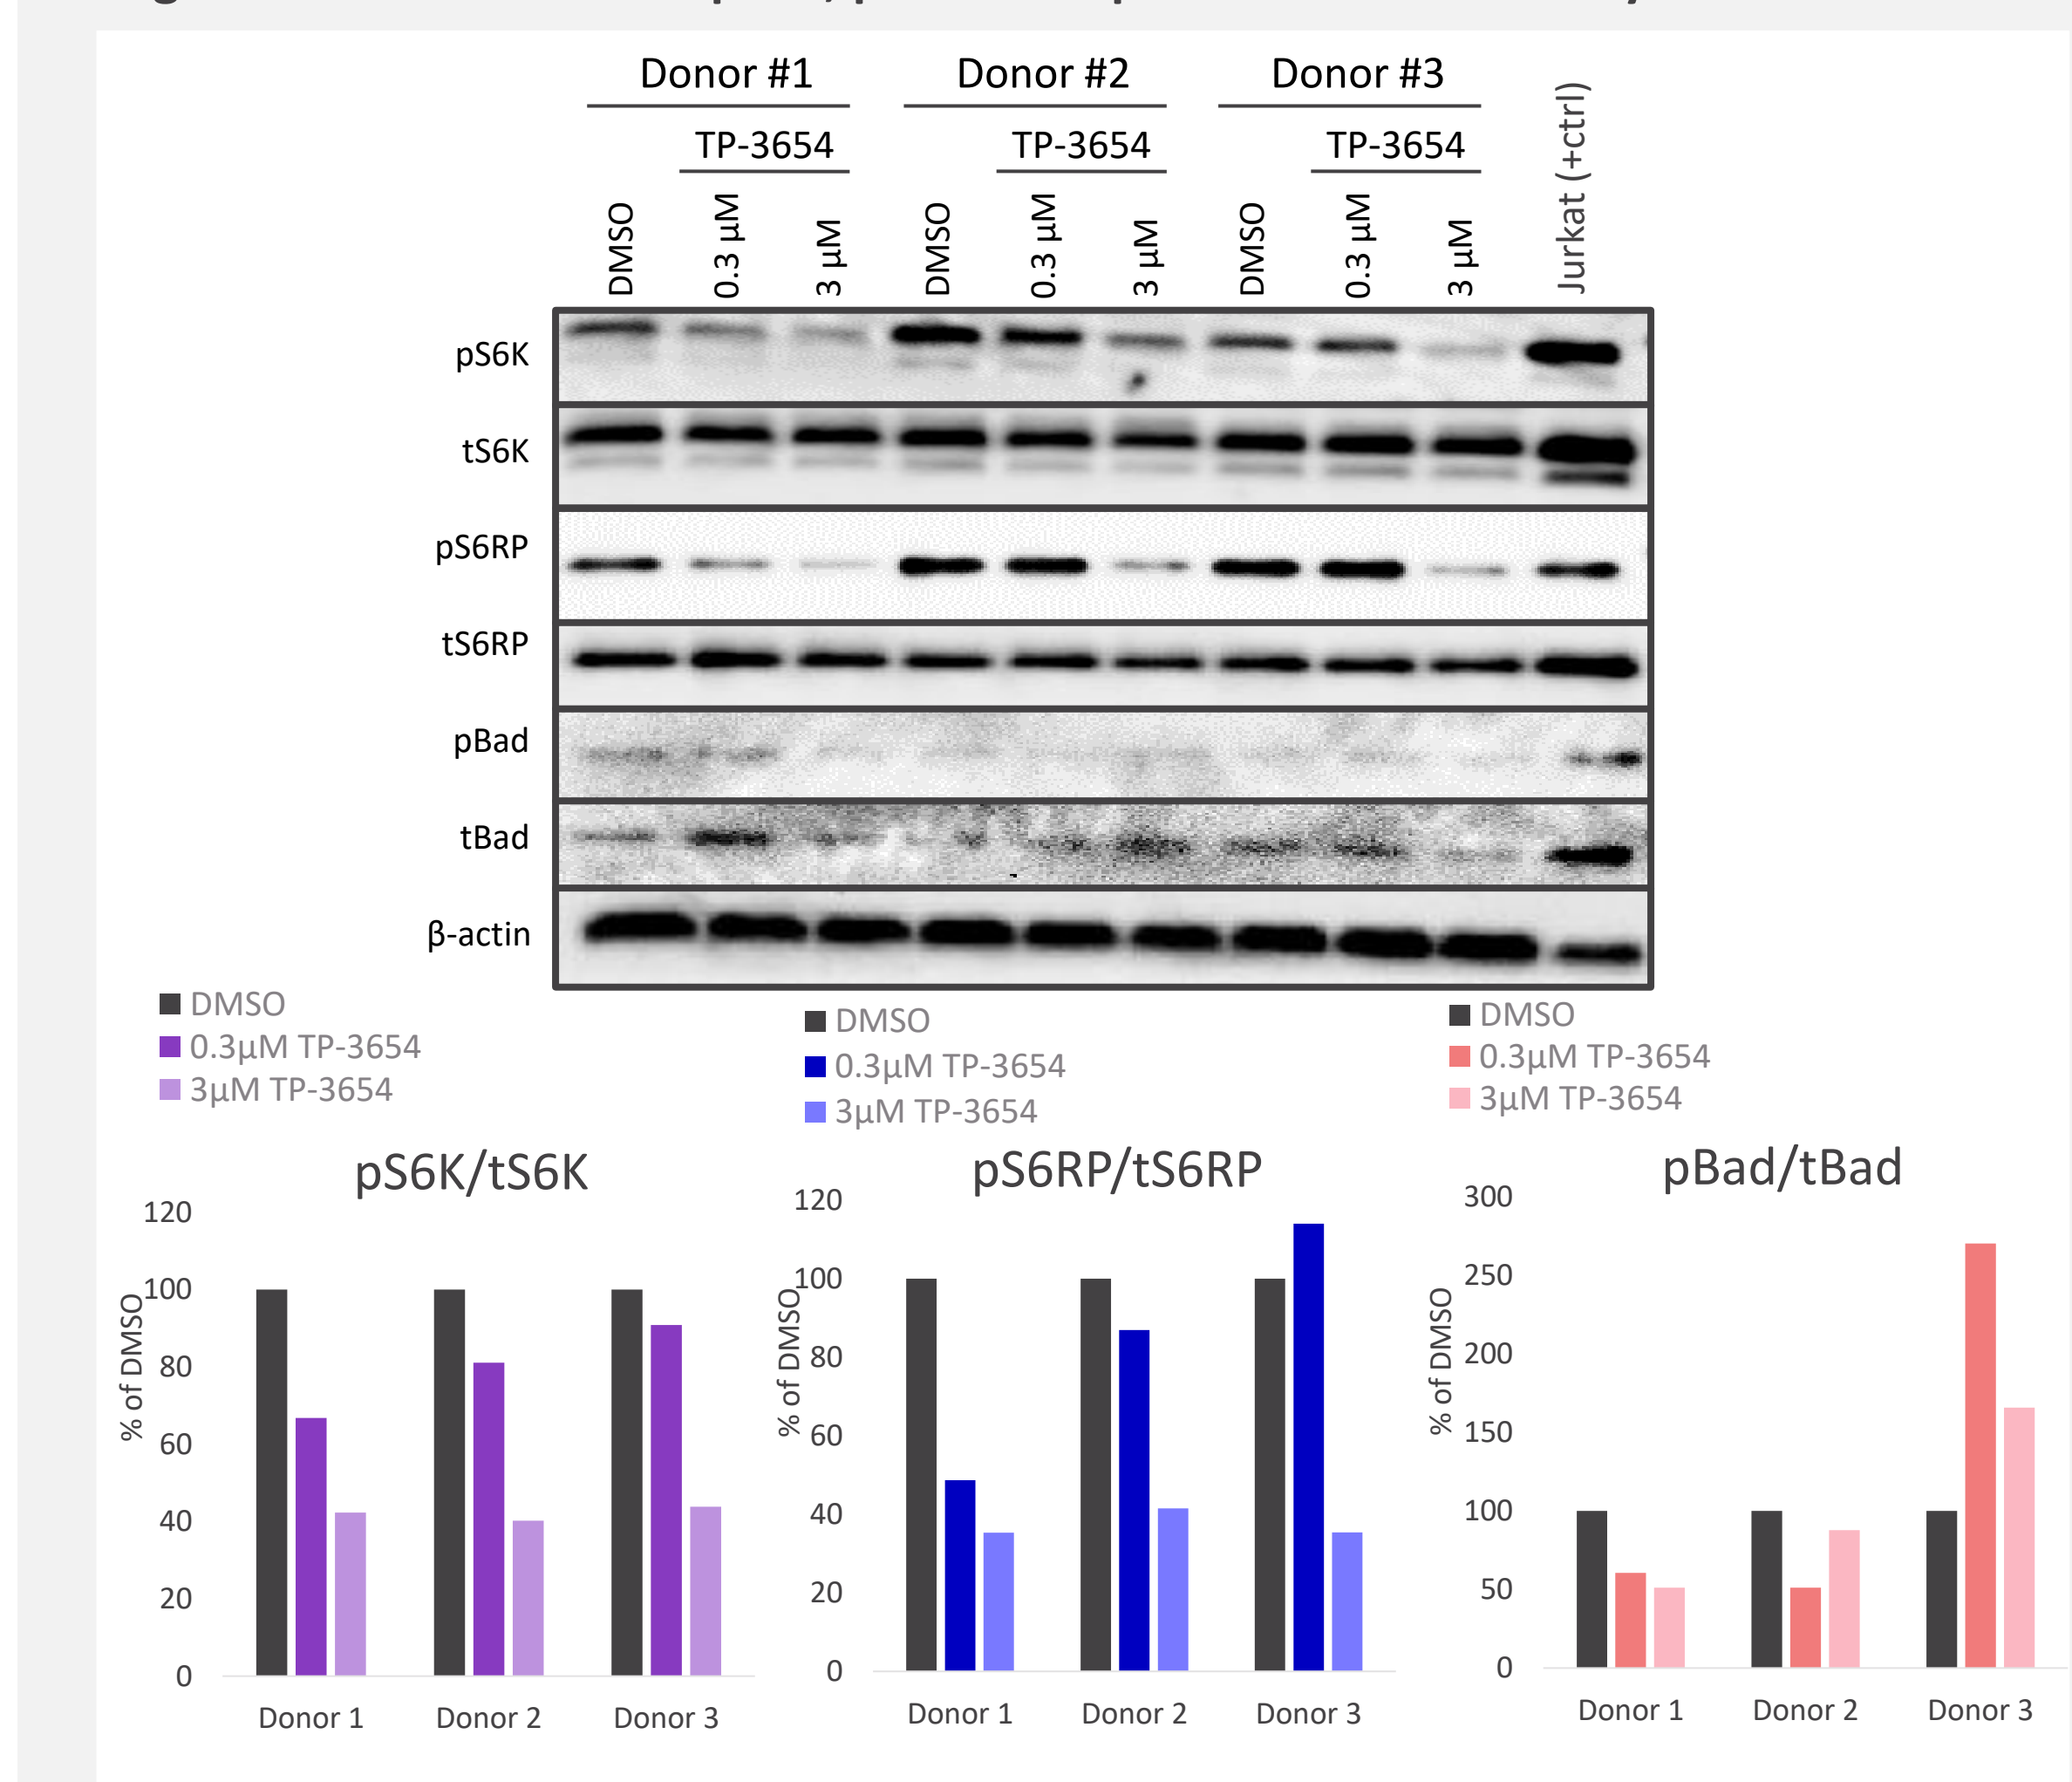 Donor #1 Donor #2 Donor #3
TP-3654 TP-3654 TP-3654
DMSO 0.3 µM 3 µM DMSO 0.3 µM 3 µM DMSO 0.3 µM 3 µM Jurkat (+ctrl)
pS6K
tS6K
pS6RP
tS6RP
pBad
tBad
β-actin
DMSO
0.3µM TP-3654
3µM TP-3654
pS6K/tS6K
% of DMSO
120
100
80
60
40
20
0
Donor 1 Donor 2 Donor 3
DMSO
0.3µM TP-3654
3µM TP-3654
pS6RP/tS6RP
% of DMSO
120
100
80
60
40
20
0
Donor 1 Donor 2 Donor 3
DMSO
0.3µM TP-3654
3µM TP-3654
pBad/tBad
% of DMSO
300
250
200
150
100
50
0
Donor 1 Donor 2 Donor 3